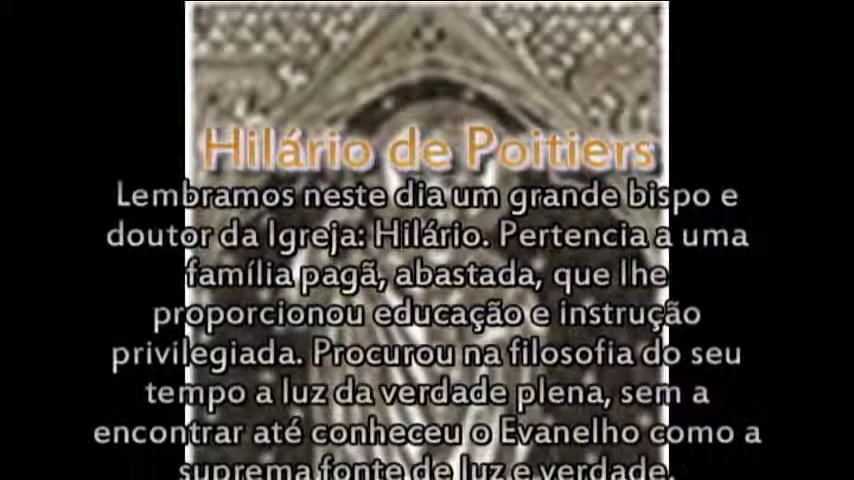 Hilário de Poitiers
Lembramos neste dia um grande bispo e
doutor da Igreja: Hilário. Pertencia a uma
família pagã, abastada, que lhe
proporcionou educação e instrução
privilegiada. Procurou na filosofia do seu
tempo a luz da verdade plena, sem a
encontrar até conheceu o Evanelho como a
suprema fonte de luz e verdade.